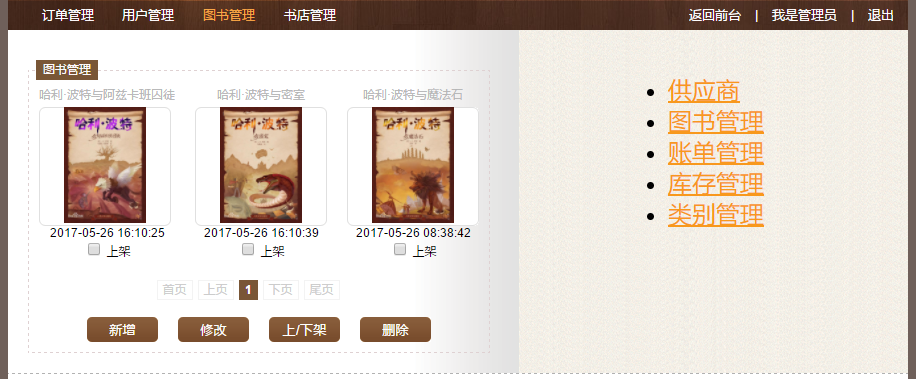 订单管理 用户管理 图书管理 书店管理 返回前台 | 我是管理员 | 退出
图书管理
哈利·波特与阿兹卡班囚徒 哈利·波特与密室 哈利·波特与魔法石
哈利·波特 哈利·波特 哈利·波特
2017-05-26 16:10:25 2017-05-26 16:10:39 2017-05-26 08:38:42
上架 上架 上架
首页 上页 1 下页 尾页
新增 修改 上/下架 删除
供应商
图书管理
账单管理
库存管理
类别管理